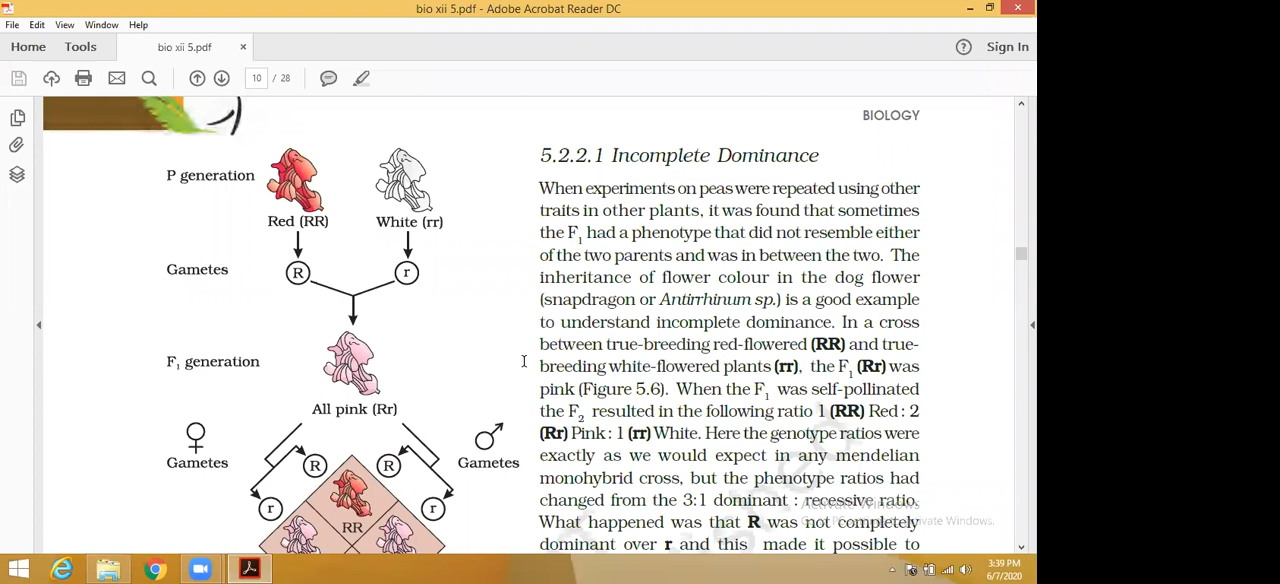 bio xii 5.pdf - Adobe Acrobat Reader DC
File Edit View Window Help
Home Tools bio xii 5.pdf × ? Sign In
10 / 28
BIOLOGY
P generation
Red (RR) White (rr)
Gametes R r
F1 generation
All pink (Rr)
Gametes R R Gametes
r r
RR
5.2.2.1 Incomplete Dominance
When experiments on peas were repeated using other
traits in other plants, it was found that sometimes
the F1 had a phenotype that did not resemble either
of the two parents and was in between the two. The
inheritance of flower colour in the dog flower
(snapdragon or Antirrhinum sp.) is a good example
to understand incomplete dominance. In a cross
between true-breeding red-flowered (RR) and true-
breeding white-flowered plants (rr), the F1 (Rr) was
pink (Figure 5.6). When the F1 was self-pollinated
the F2 resulted in the following ratio 1 (RR) Red : 2
(Rr) Pink : 1 (rr) White. Here the genotype ratios were
exactly as we would expect in any mendelian
monohybrid cross, but the phenotype ratios had
changed from the 3:1 dominant : recessive ratio.
What happened was that R was not completely
dominant over r and this made it possible to
Activate Windows
Activate Windows.
3:39 PM
6/7/2020